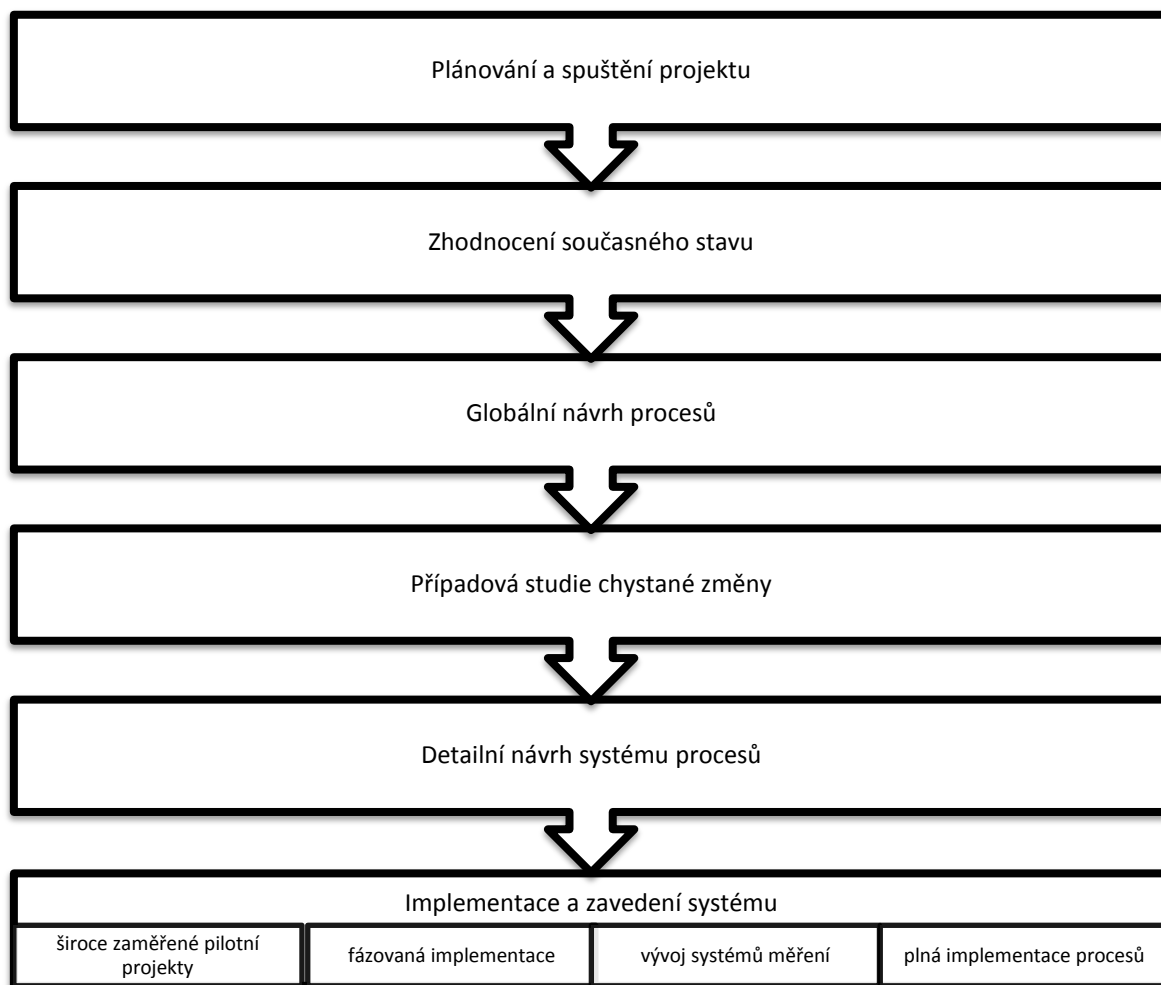 Plánování a spuštění projektu
Zhodnocení současného stavu
Globální návrh procesů
Případová studie chystané změny
Detailní návrh systému procesů
Implementace a zavedení systému
široce zaměřené pilotní
projekty
fázovaná implementace
vývoj systémů měření
plná implementace procesů